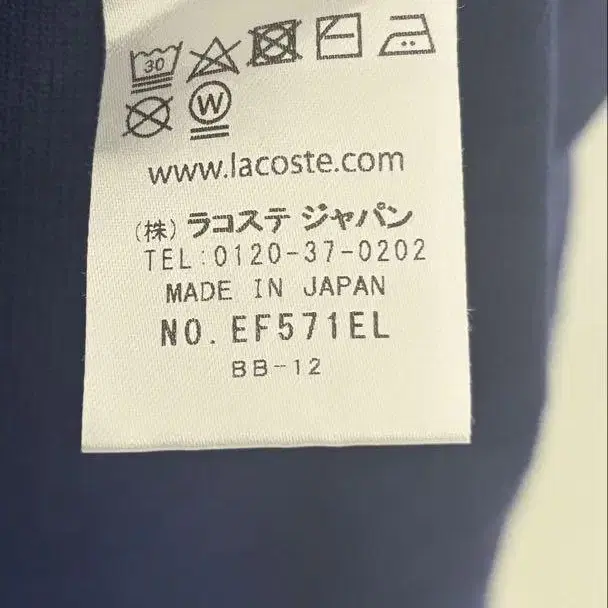 30
W
www.lacoste.com
(株) ラコステ ジャパン
TEL:0120-37-0202
MADE IN JAPAN
NO. EF571EL
BB-12